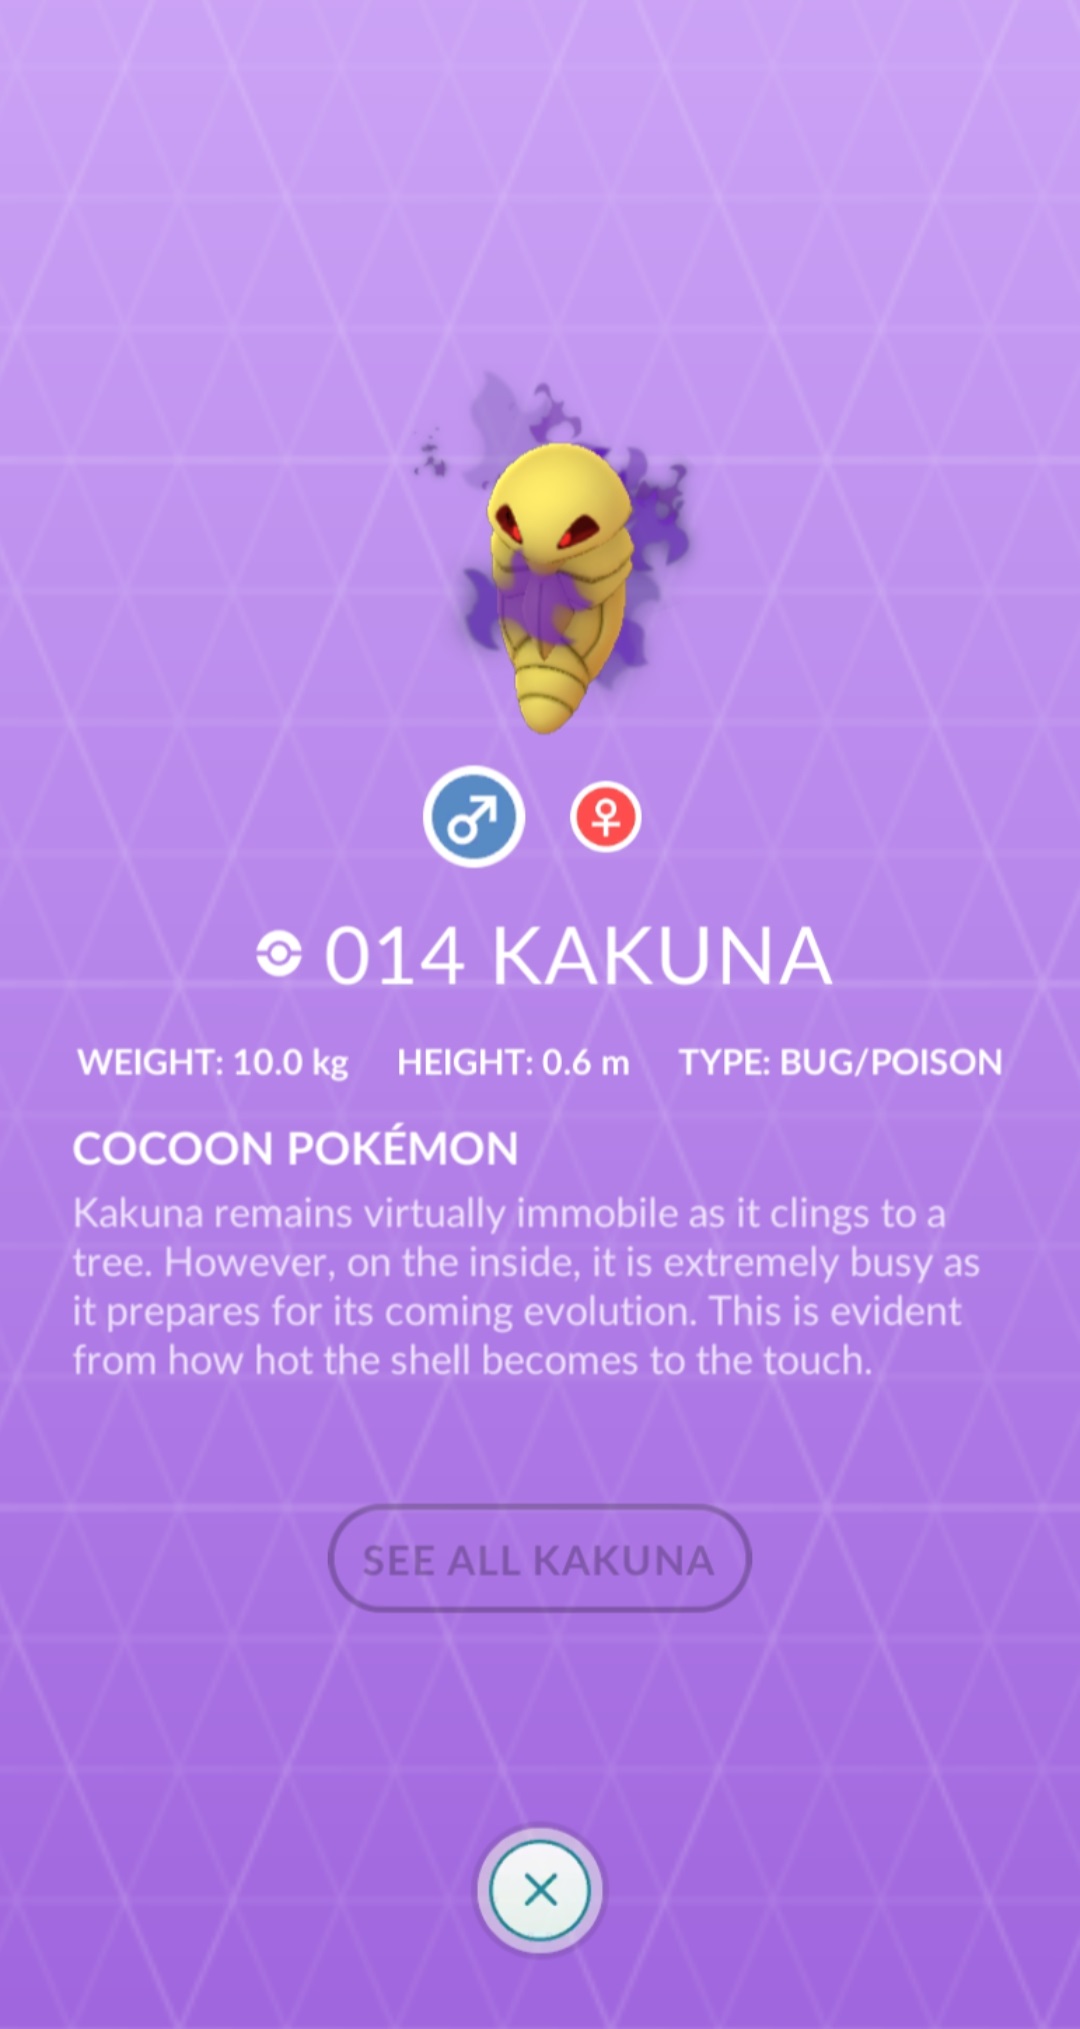 014 KAKUNA
WEIGHT: 10.0 kg HEIGHT: 0.6 m TYPE: BUG/POISON
COCOON POKÉMON
Kakuna remains virtually immobile as it clings to a
tree. However, on the inside, it is extremely busy as
it prepares for its coming evolution. This is evident
from how hot the shell becomes to the touch.
SEE ALL KAKUNA